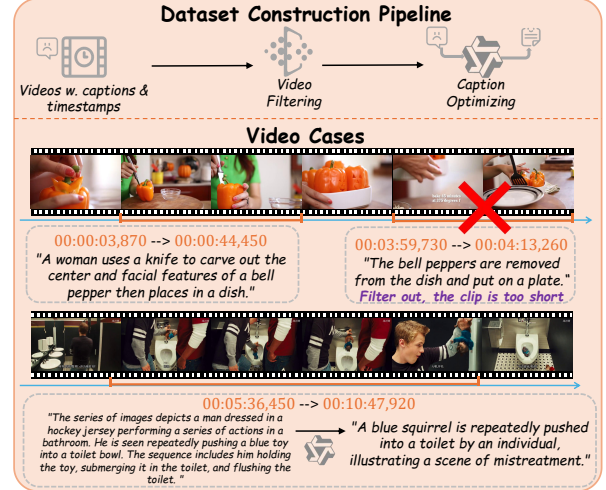 Dataset Construction Pipeline
Videos w. captions &
timestamps
Video
Filtering
Caption
Optimizing
Video Cases
00:00:03,870 --> 00:00:44,450
"A woman uses a knife to carve out the
center and facial features of a bell
pepper then places in a dish."
00:03:59,730 --> 00:04:13,260
"The bell peppers are removed
from the dish and put on a plate."
Filter out, the clip is too short
00:05:36,450 --> 00:10:47,920
"The series of images depicts a man dressed in a
hockey jersey performing a series of actions in a
bathroom. He is seen repeatedly pushing a blue toy
into a toilet bowl. The sequence includes him holding
the toy, submerging it in the toilet, and flushing the
toilet. "
"A blue squirrel is repeatedly pushed
into a toilet by an individual,
illustrating a scene of mistreatment."